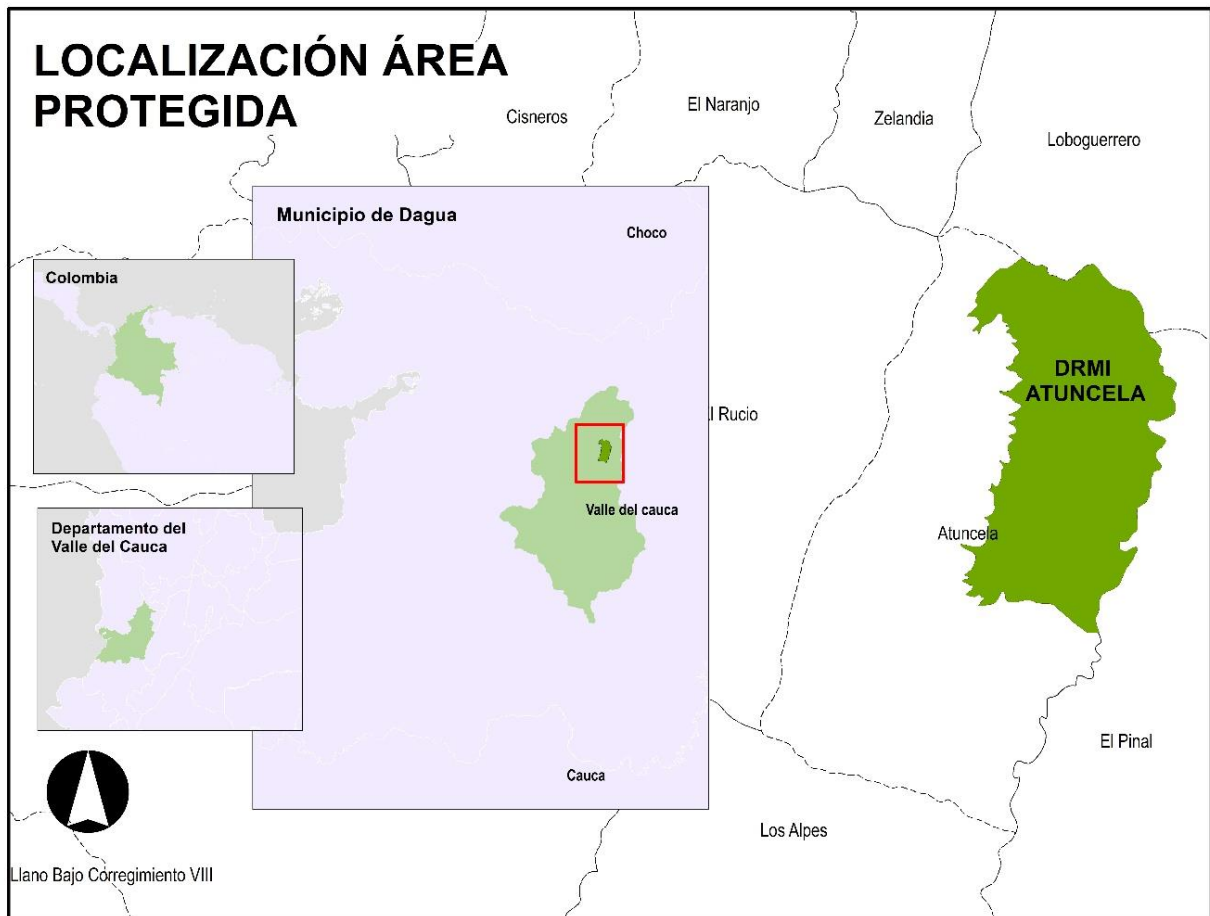 LOCALIZACIÓN ÁREA
PROTEGIDA
Cisneros
El Naranjo
Zelandia
Loboguerrero
Municipio de Dagua
Choco
Colombia
DRMI
ATUNCELA
l Rucio
Valle del cauca
Departamento del
Valle del Cauca
Atuncela
El Pinal
Cauca
Los Alpes
Llano Bajo Corregimiento VIII